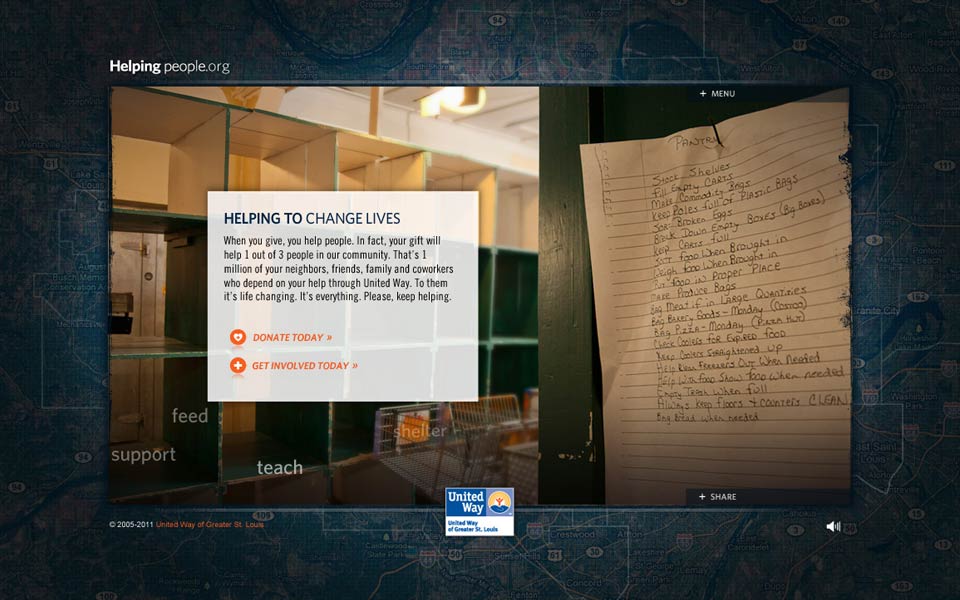 Helping people.org
+ MENU
HELPING TO CHANGE LIVES
When you give, you help people. In fact, your gift will
help 1 out of 3 people in our community. That's 1
million of your neighbors, friends, family and coworkers
who depend on your help through United Way. To them
it's life changing. It's everything. Please, keep helping.
DONATE TODAY »
GET INVOLVED TODAY »
feed
support
teach
shelter
PANTRY
Stock Shelves
Fill Empty CARTS
Make Commodity Bags
Keep Poles full of PLASTIC BAGS
Sort Broken Eggs
Break Down Empty Boxes (Big Boxes)
Keep CARTS full
Sort food When Brought in
Weigh food When Brought in
Put food in Proper PLACE
Make Produce Bags
Bag Meat if in LARGE QUANTITIES
Bag Bakery Goods - Monday (Costco)
Bag Pizza - Monday (Pizza Hut)
Check Coolers for Expired food
Keep Coolers Straightened up
Help Klean Freezers Out When Needed
Help With Food Show food when needed
Empty Trash When full
Always Keep floors + Counters CLEAN
Bag Bread when needed
+ SHARE
United
Way
United Way
of Greater St. Louis
© 2005-2011 United Way of Greater St. Louis